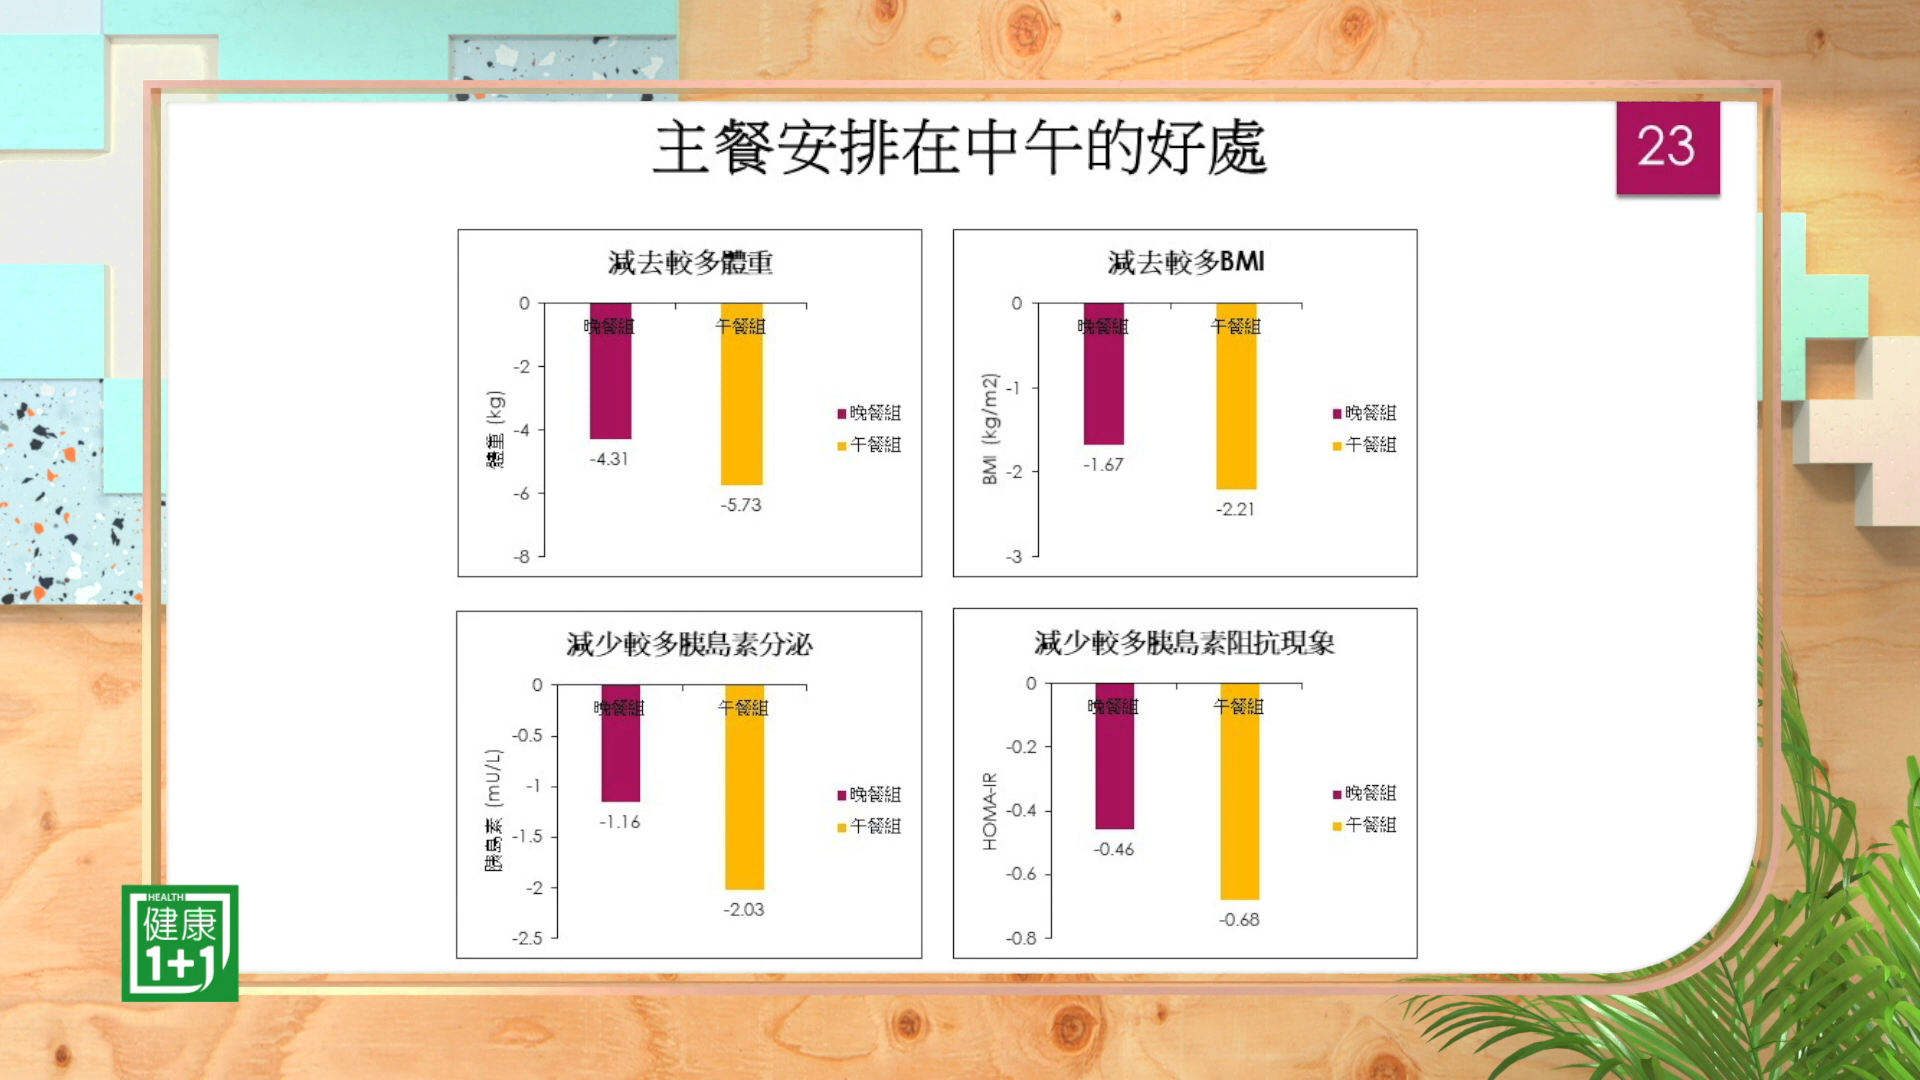 主餐安排在中午的好處
23
減去較多體重
0
-2
-4
-6
-8
體重 (kg)
晚餐組
午餐組
-4.31
-5.73
晚餐組
午餐組
減去較多BMI
0
-1
-2
-3
BMI (kg/m2)
晚餐組
午餐組
-1.67
-2.21
晚餐組
午餐組
減少較多胰島素分泌
0
-0.5
-1
-1.5
-2
-2.5
胰島素 (mU/L)
晚餐組
午餐組
-1.16
-2.03
晚餐組
午餐組
減少較多胰島素阻抗現象
0
-0.2
-0.4
-0.6
-0.8
HOMA-IR
晚餐組
午餐組
-0.46
-0.68
晚餐組
午餐組
HEALTH
健康
1+1